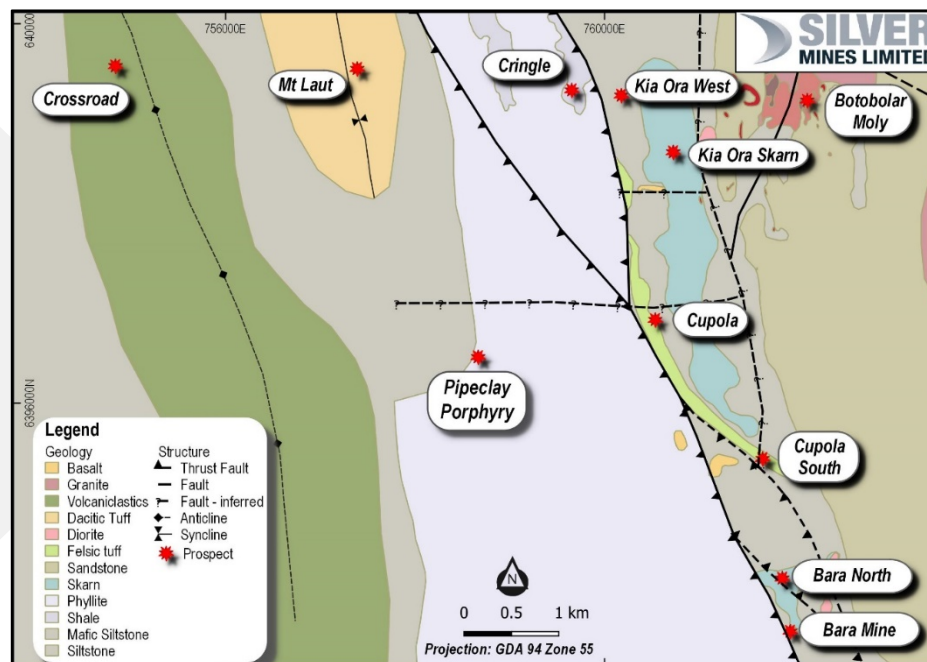 640000
756000E
760000E
SILVER
MINES LIMITED
Crossroad
Mt Laut
Cringle
Kia Ora West
Botobolar
Moly
Kia Ora Skarn
Cupola
Pipeclay
Porphyry
6396000N
Cupola
South
Bara North
Bara Mine
Legend
Geology
Basalt
Granite
Volcaniclastics
Dacitic Tuff
Diorite
Felsic tuff
Sandstone
Skarn
Phyllite
Shale
Mafic Siltstone
Siltstone
Structure
Thrust Fault
Fault
Fault - inferred
Anticline
Syncline
Prospect
N
0 0.5 1 km
Projection: GDA 94 Zone 55